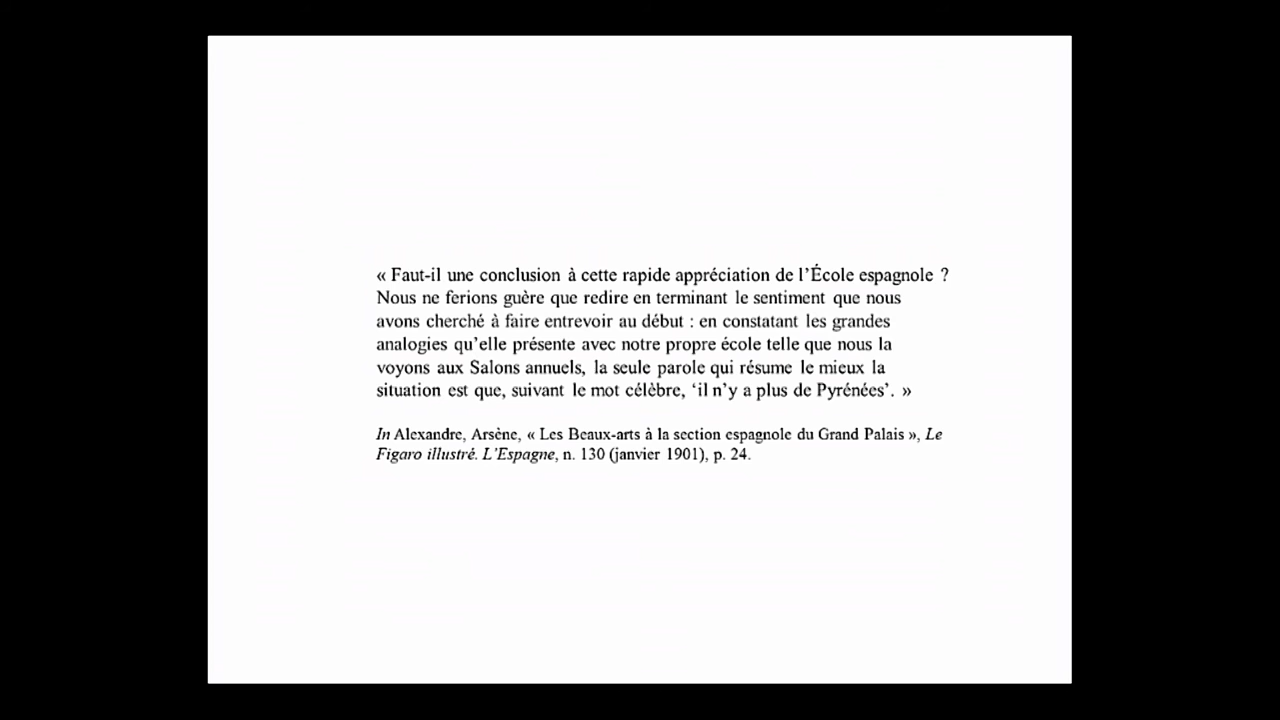 « Faut-il une conclusion à cette rapide appréciation de l’École espagnole ?
Nous ne ferions guère que redire en terminant le sentiment que nous
avons cherché à faire entrevoir au début : en constatant les grandes
analogies qu’elle présente avec notre propre école telle que nous la
voyons aux Salons annuels, la seule parole qui résume le mieux la
situation est que, suivant le mot célèbre, ‘il n’y a plus de Pyrénées’. »
In Alexandre, Arsène, « Les Beaux-arts à la section espagnole du Grand Palais », Le
Figaro illustré. L’Espagne, n. 130 (janvier 1901), p. 24.